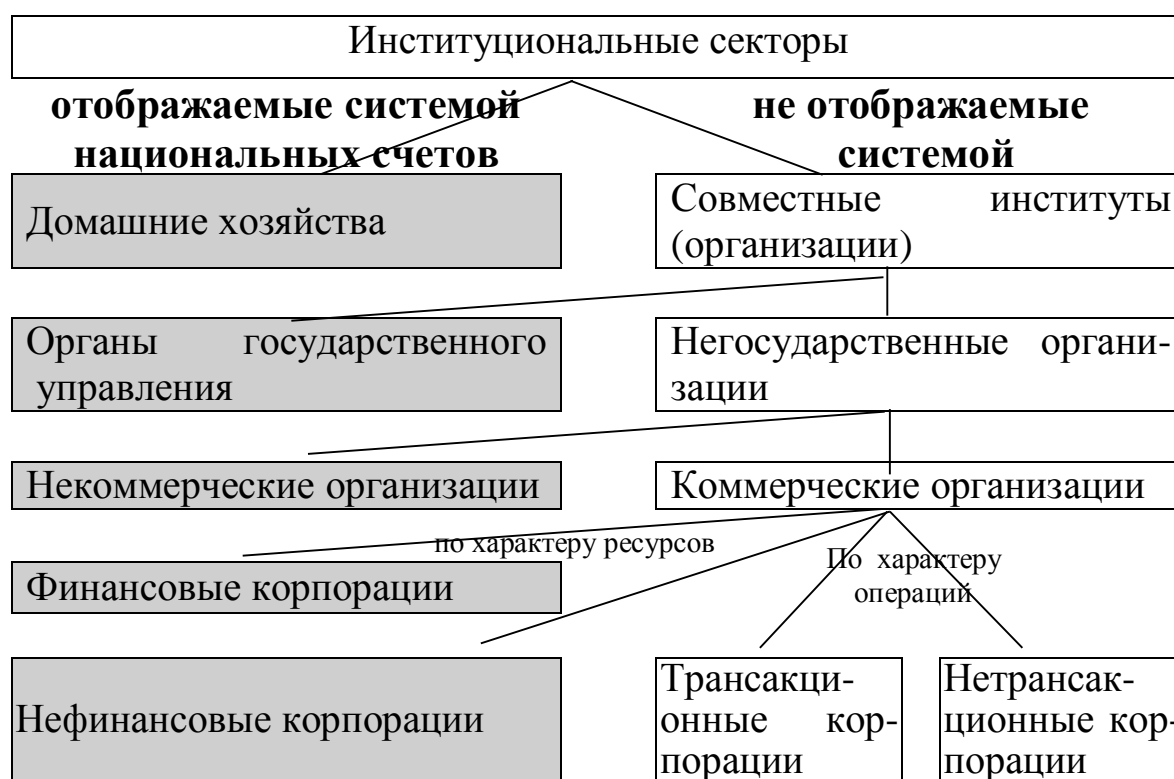 Институциональные секторы
отображаемые системой
национальных счетов
не отображаемые
системой
Домашние хозяйства
Совместные институты
(организации)
Органы государственного
управления
Негосударственные органи-
зации
Некоммерческие организации
Коммерческие организации
по характеру ресурсов
По характеру
операций
Финансовые корпорации
Нефинансовые корпорации
Трансакци-
онные кор-
порации
Нетрансак-
ционные кор-
порации